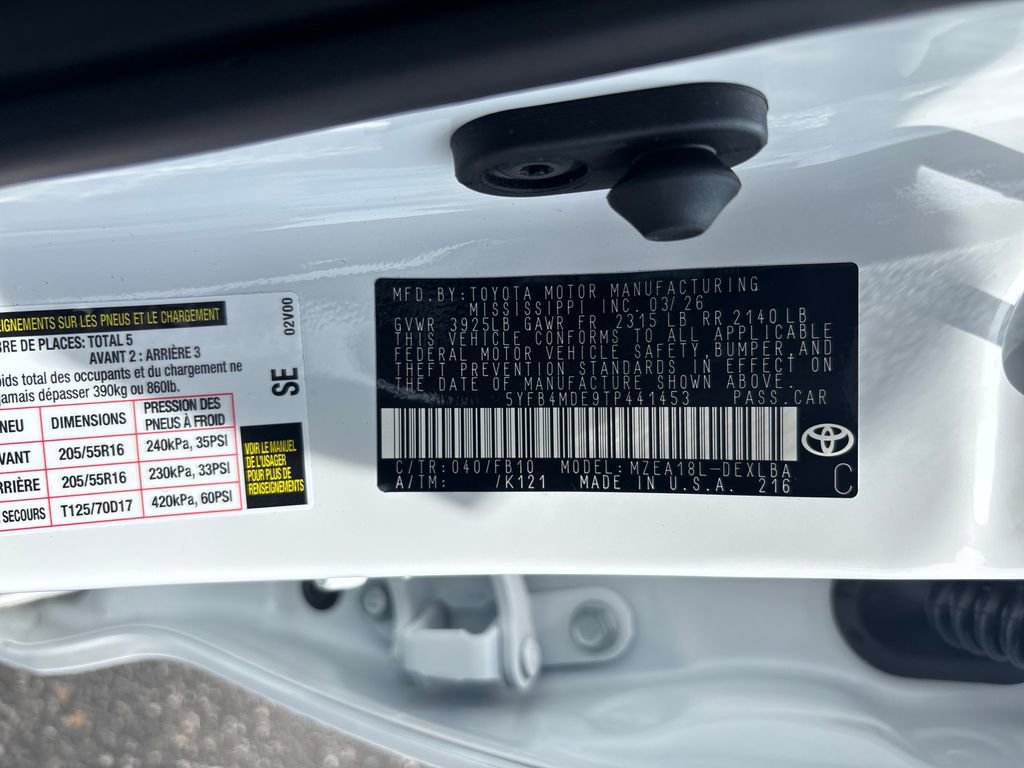 EIGNEMENTS SUR LES PNEUS ET LE CHARGEMENT
BRE DE PLACES: TOTAL 5
AVANT 2 : ARRIÈRE 3
oids total des occupants et du chargement ne
jamais dépasser 390kg ou 860lb.
NEU DIMENSIONS PRESSION DES PNEUS À FROID
VANT 205/55R16 240kPa, 35PSI
RRIÈRE 205/55R16 230kPa, 33PSI
SECOURS T125/70D17 420kPa, 60PSI
02V00
SE
VOIR LE MANUEL
DE L'USAGER
POUR PLUS DE
RENSEIGNEMENTS
MFD.BY:TOYOTA MOTOR MANUFACTURING
MISSISSIPPI INC. 03/26
GVWR 3925LB GAWR FR 2315 LB RR 2140 LB
THIS VEHICLE CONFORMS TO ALL APPLICABLE
FEDERAL MOTOR VEHICLE SAFETY,BUMPER,AND
THEFT PREVENTION STANDARDS IN EFFECT ON
THE DATE OF MANUFACTURE SHOWN ABOVE.
5YFB4MDE9TP441453 PASS.CAR
C/TR:040/FB10 MODEL:MZEA18L-DEXLBA
A/TM: /K121 MADE IN U.S.A. 216
C